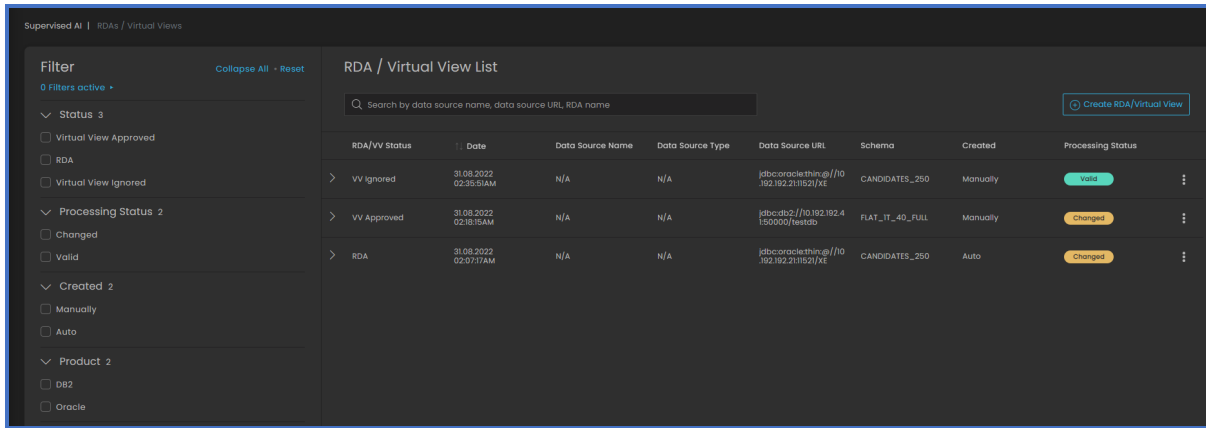 Supervised AI | RDAs / Virtual Views
Filter
Collapse All - Reset
0 Filters active
Status 3
Virtual View Approved
RDA
Virtual View Ignored
Processing Status 2
Changed
Valid
Created 2
Manually
Auto
Product 2
DB2
Oracle
RDA / Virtual View List
Search by data source name, data source URL, RDA name
Create RDA/Virtual View
RDA/VV Status Date Data Source Name Data Source Type Data Source URL Schema Created Processing Status
VV Ignored 31.08.2022 N/A N/A jdbc:oracle:thin:@//10 CANDIDATES_250 Manually Valid
02:35:51AM .192.192.21:11521/XE
VV Approved 31.08.2022 N/A N/A jdbc:db2://10.192.192.4 FLAT_1T_40_FULL Manually Changed
02:18:15AM 1:50000/testdb
RDA 31.08.2022 N/A N/A jdbc:oracle:thin:@//10 CANDIDATES_250 Auto Changed
02:07:17AM .192.192.21:11521/XE